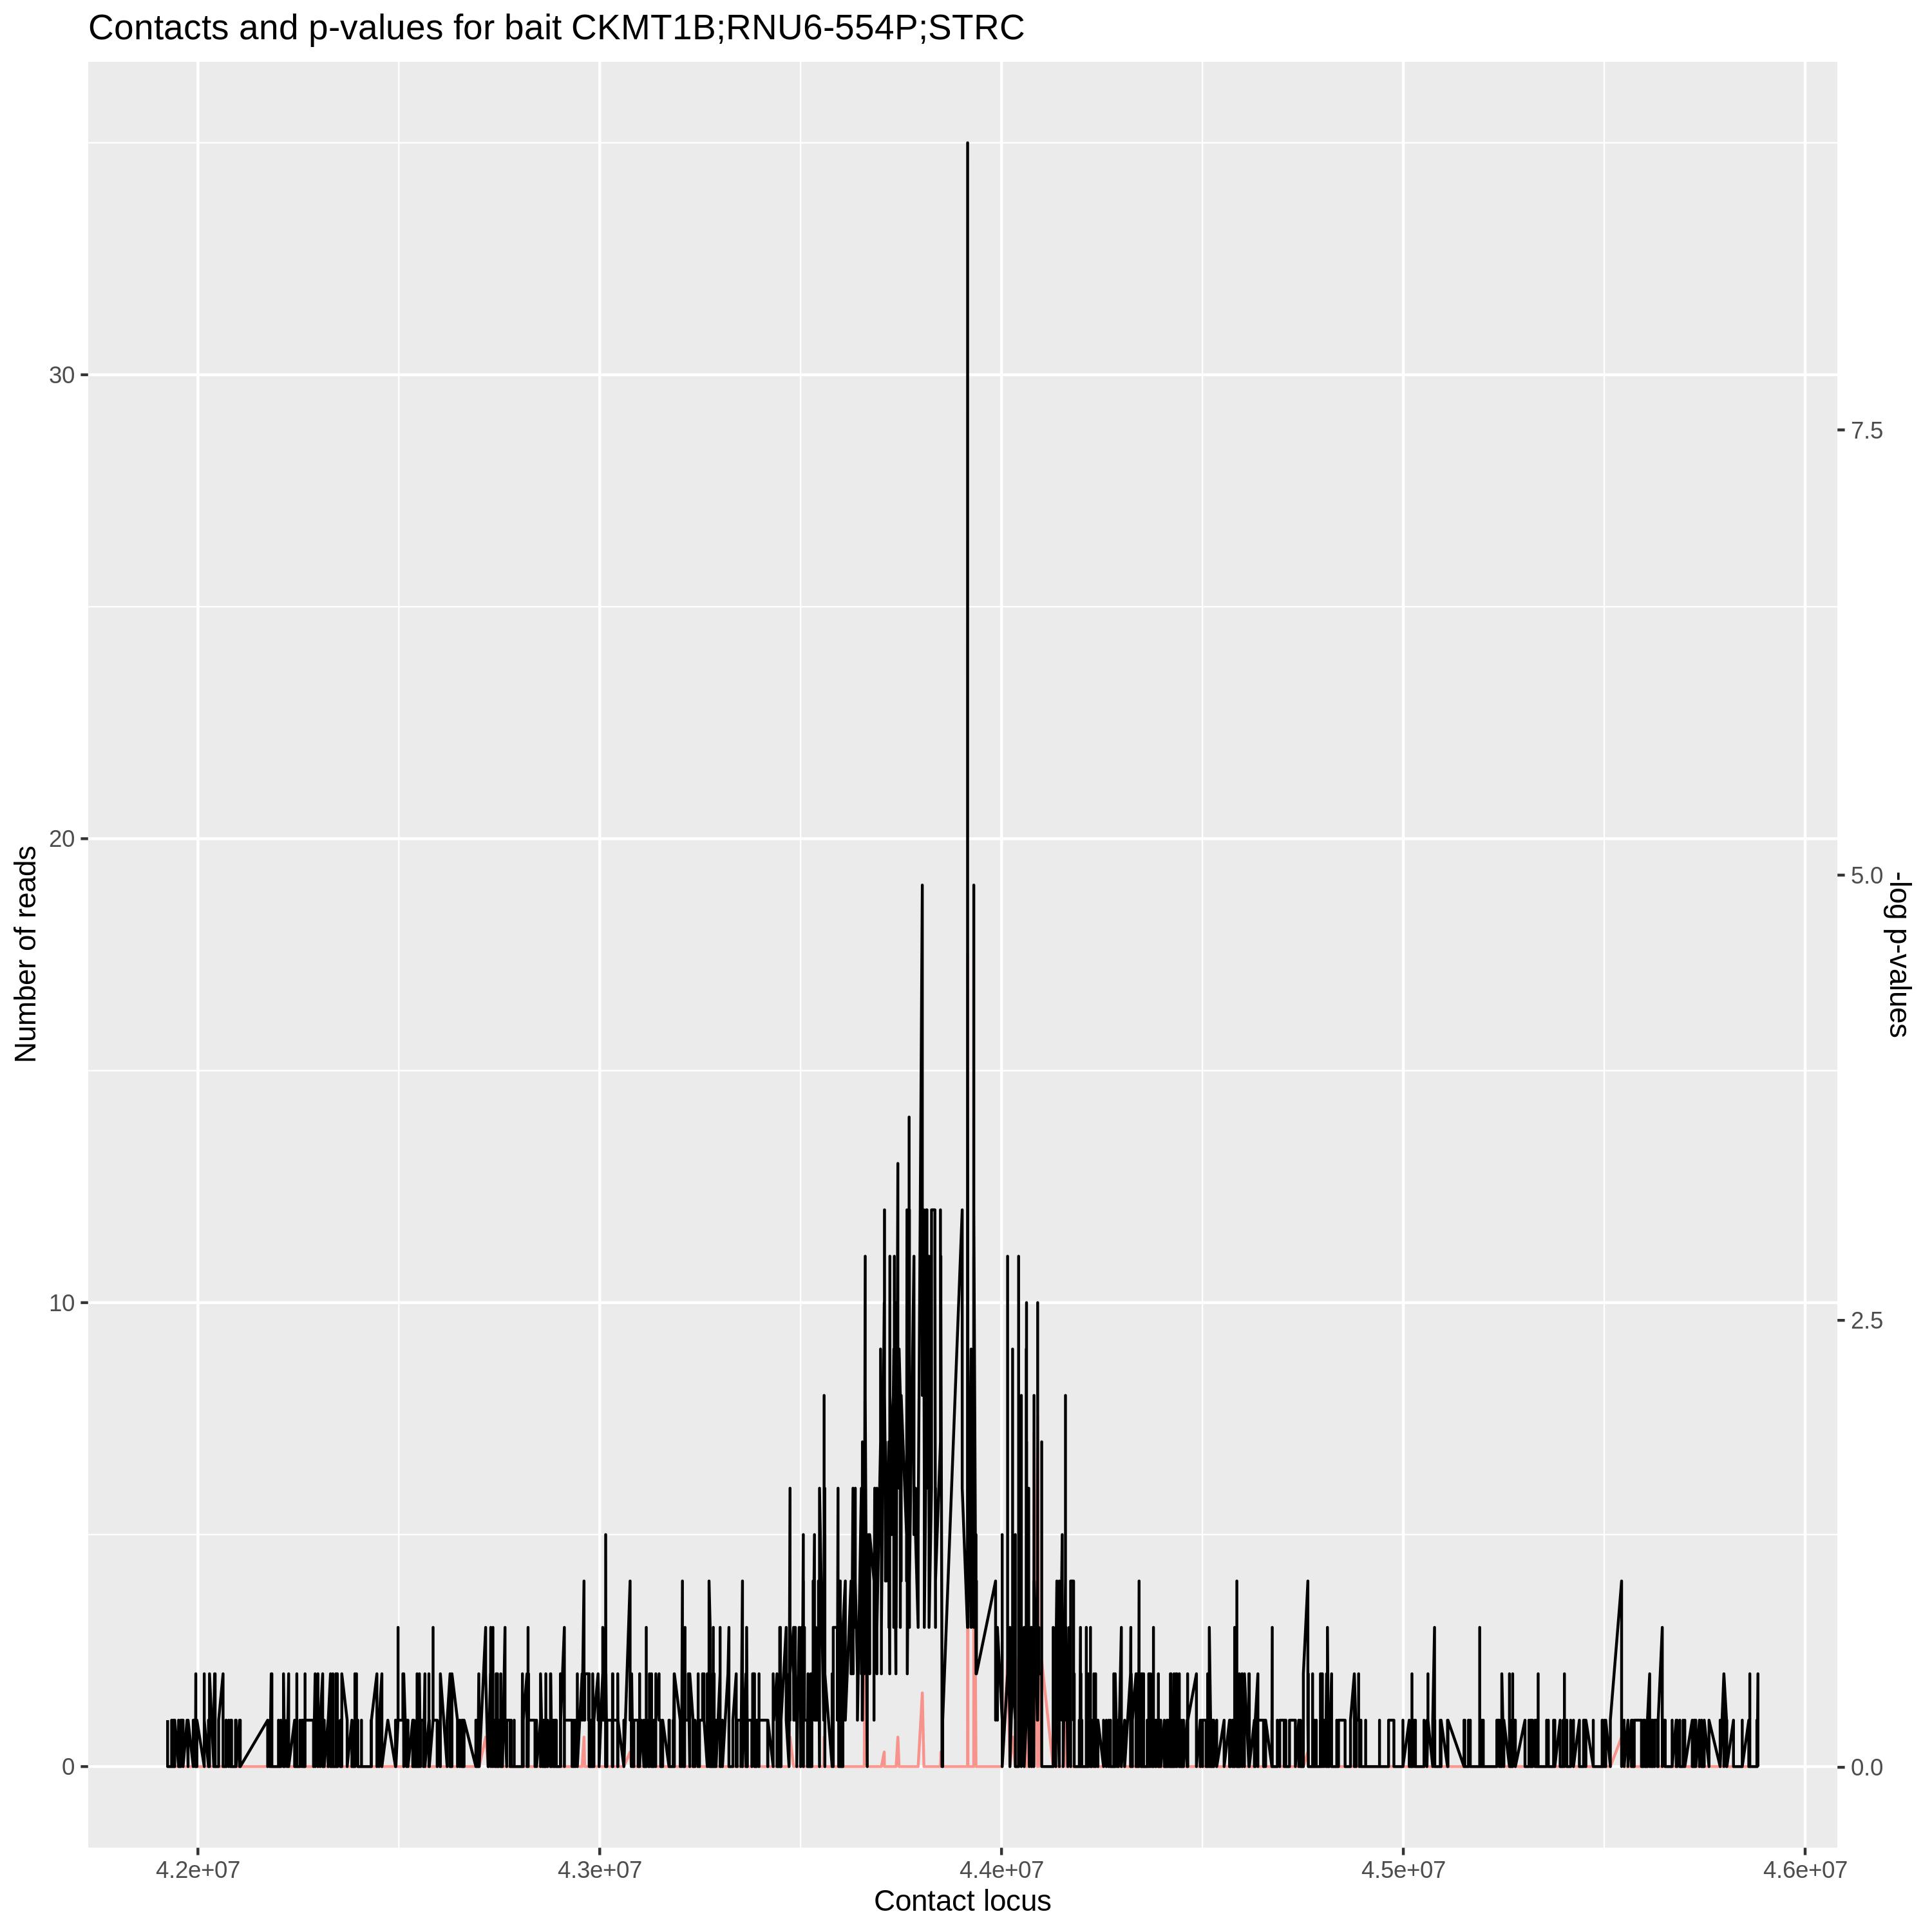 Contacts and p-values for bait CKMT1B;RNU6-554P;STRC
Number of reads
30
20
10
0
7.5
5.0
2.5
0.0
-log p-values
4.2e+07
4.3e+07
4.4e+07
4.5e+07
4.6e+07
Contact locus